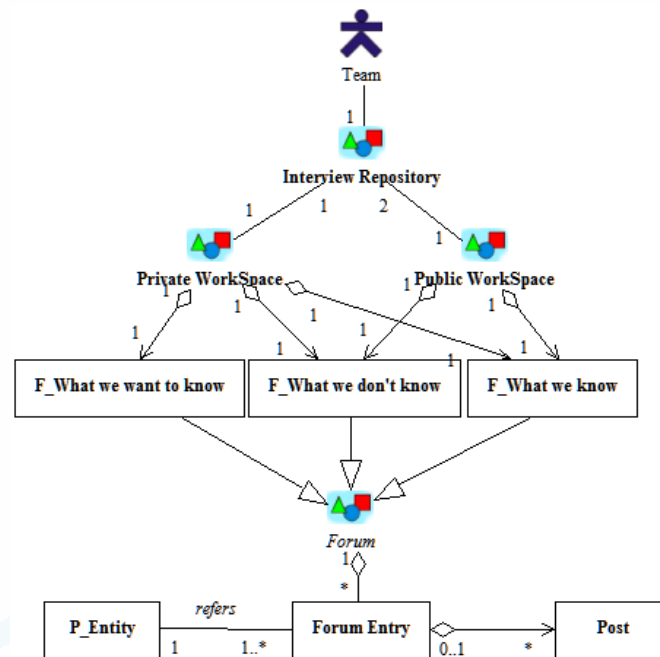 Team
1
Interview Repository
1 1 2 1
Private WorkSpace Public WorkSpace
1 1 1 1 1
1 1 1 1 1
F_What we want to know F_What we don't know F_What we know
Forum
1
*
refers
P_Entity Forum Entry Post
1 1..* 0..1 *